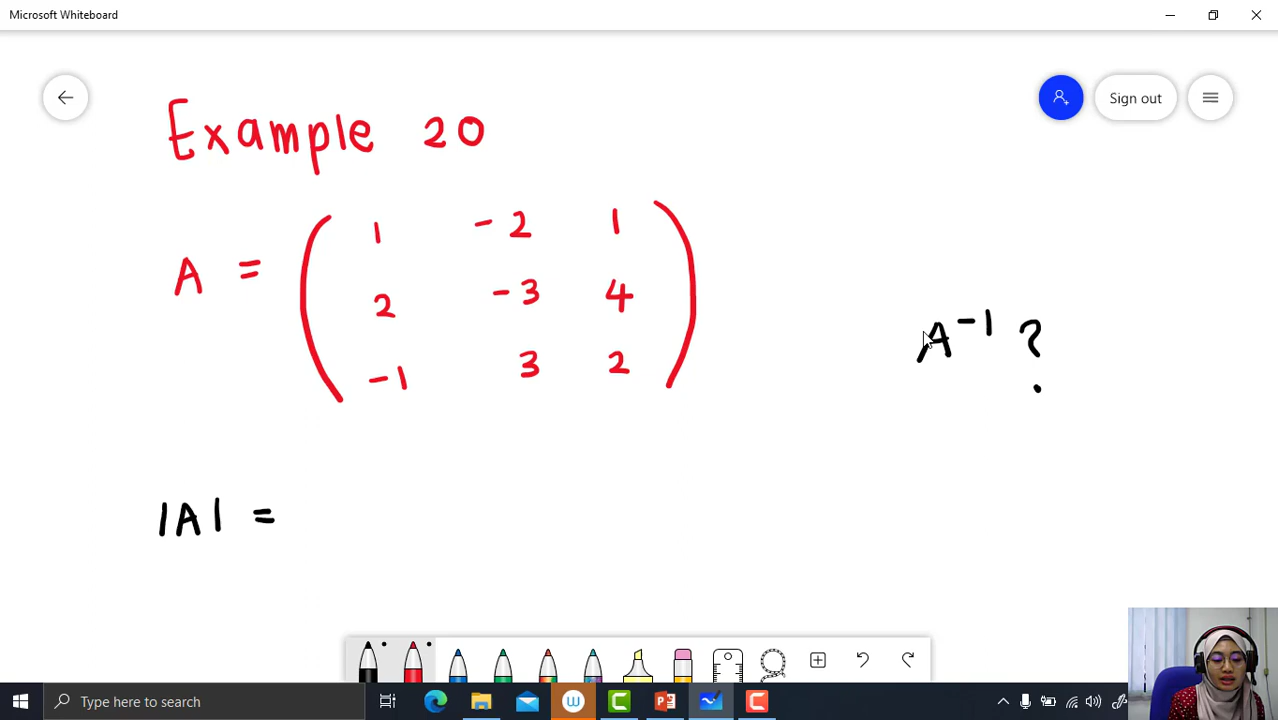 Microsoft Whiteboard
Sign out
Example 20
A = ( 1 -2 1
2 -3 4
-1 3 2 )
A⁻¹ ?
|A| =
Type here to search